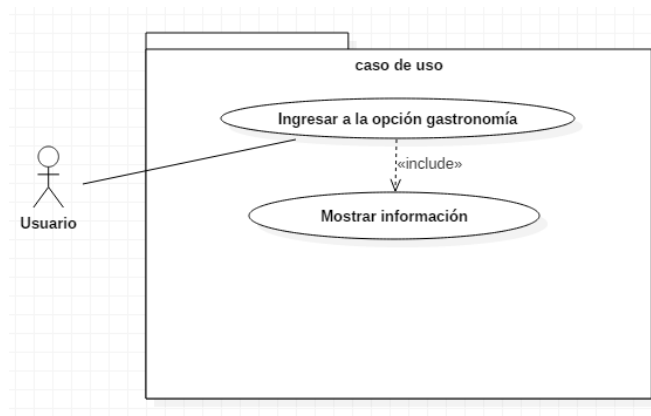 caso de uso
Ingresar a la opción gastronomía
«include»
Mostrar información
Usuario